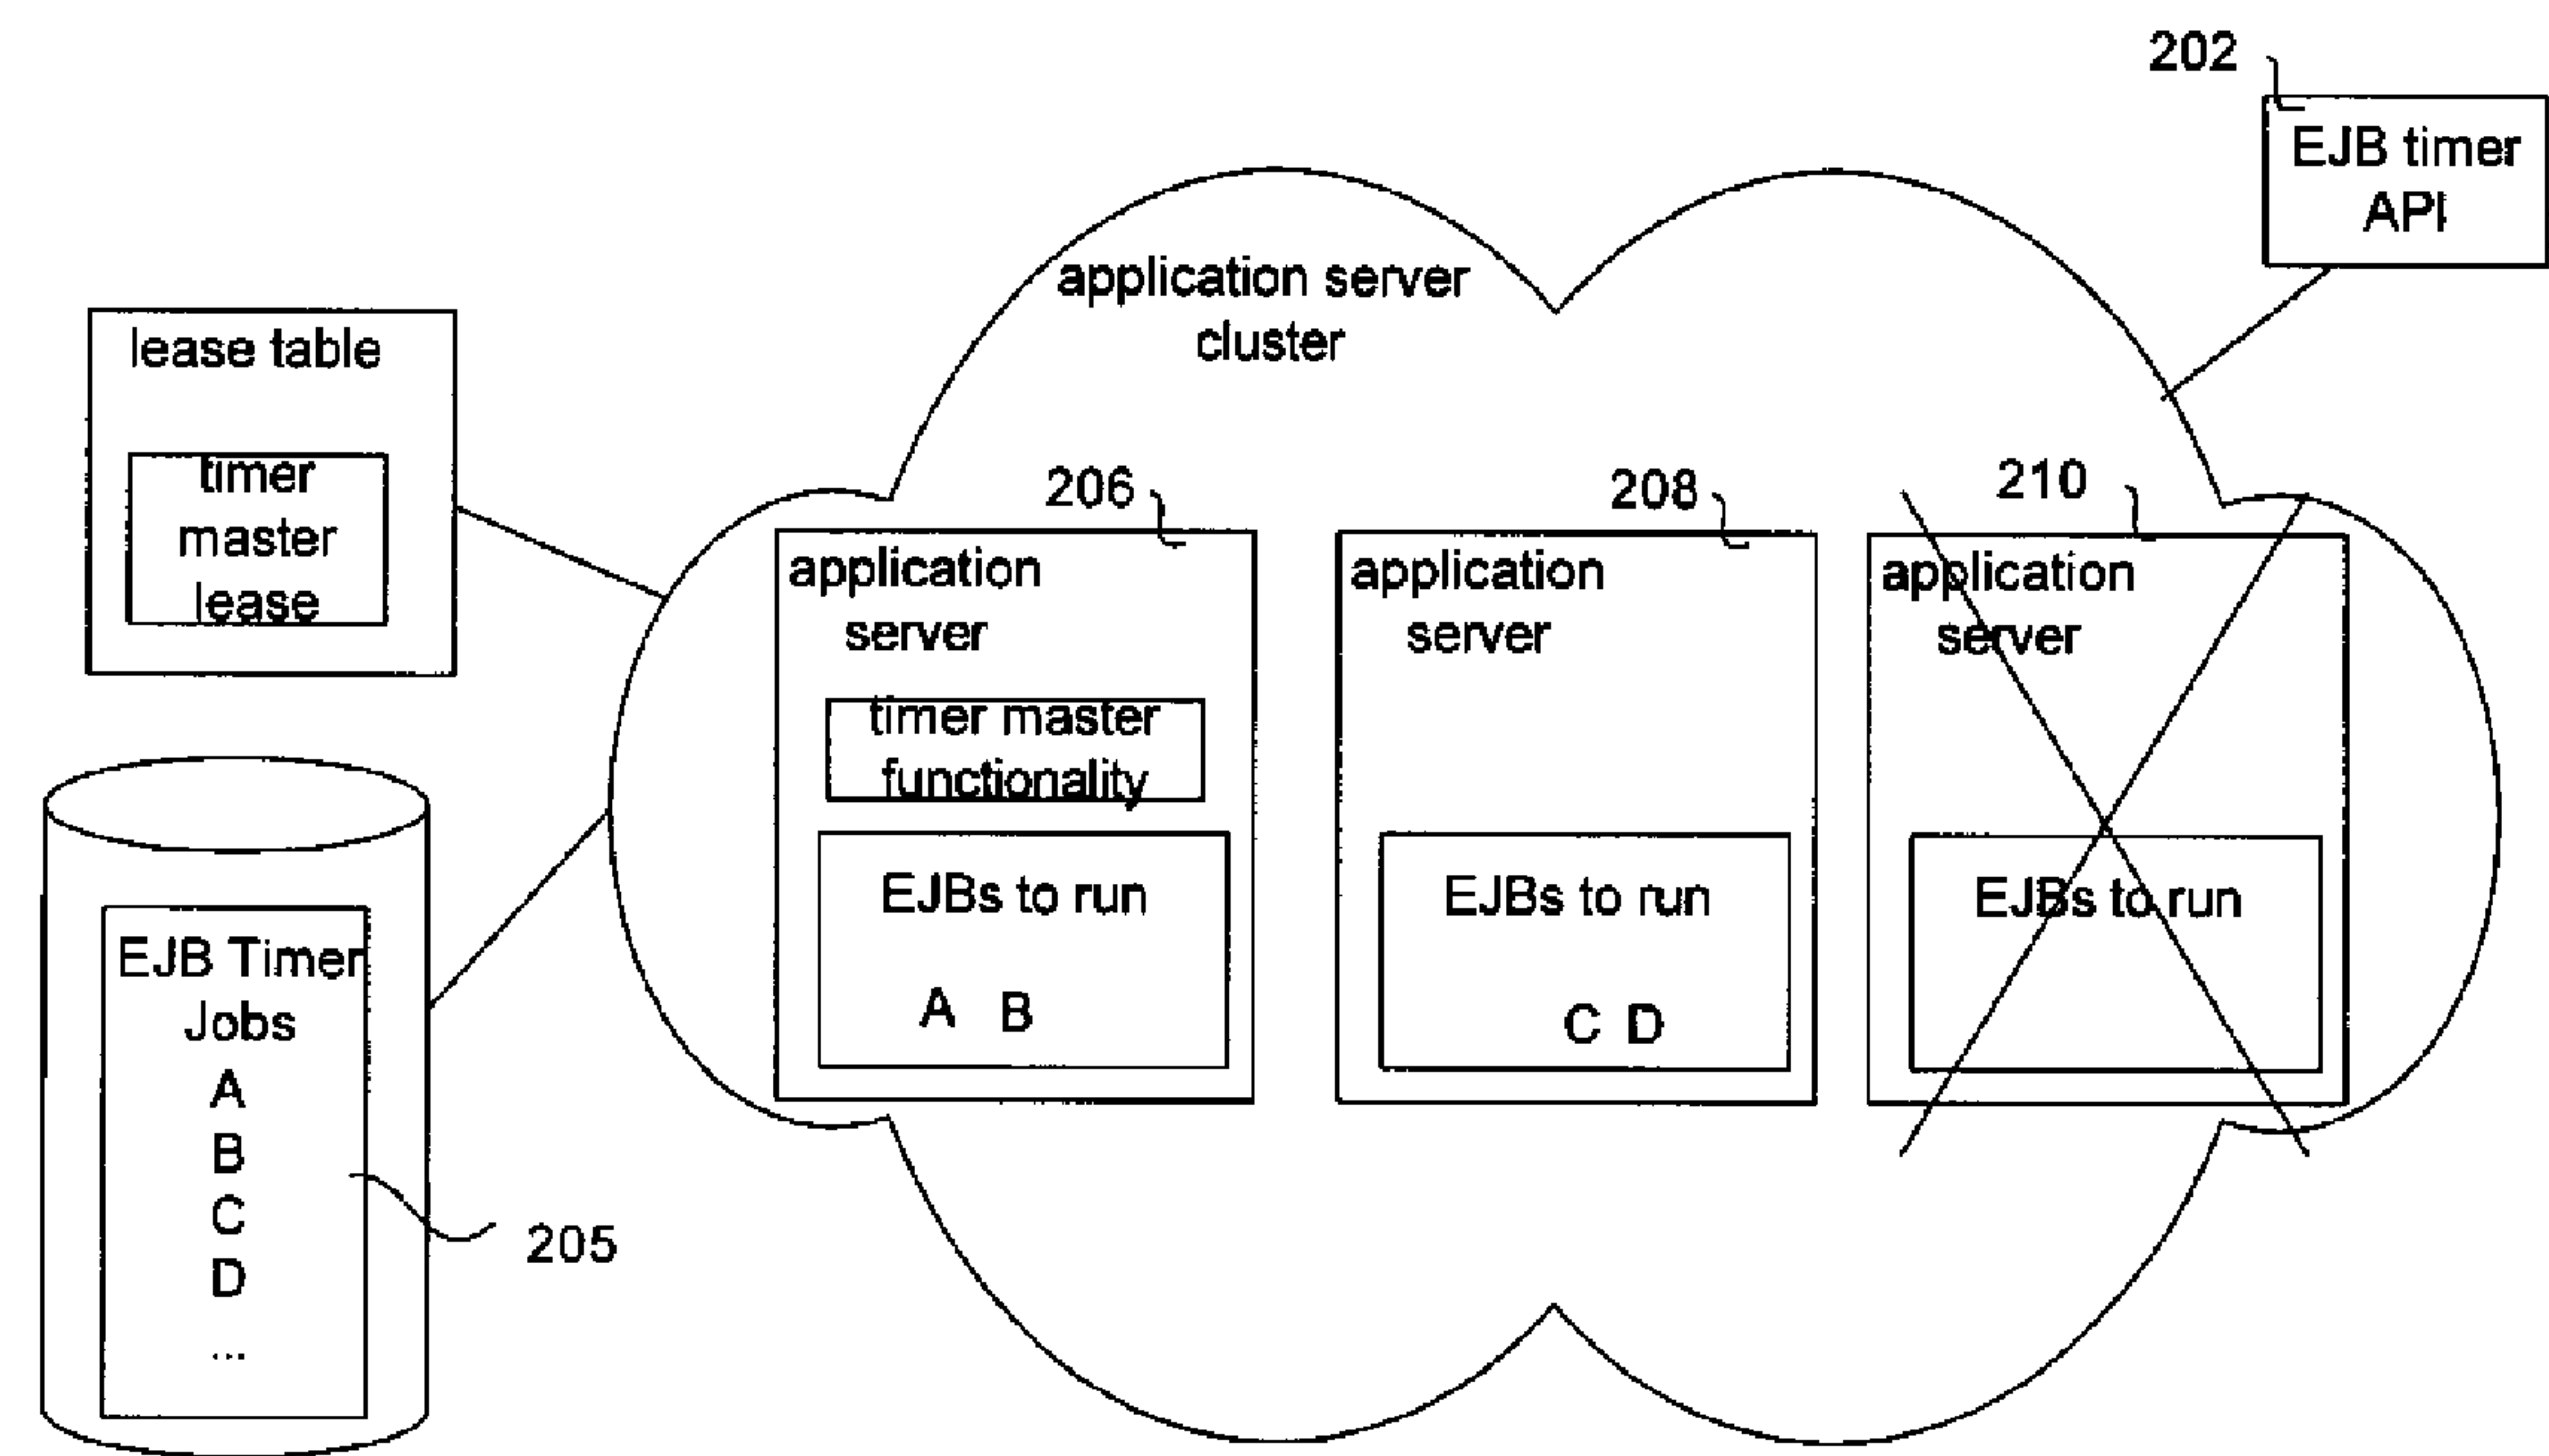 202
EJB timer
API
application server
cluster
lease table
timer
master
lease
206
application
server
timer master
functionality
EJBs to run
A B
208
application
server
EJBs to run
C D
210
application
server
EJBs to run
EJB Timer
Jobs
A
B
C
D
...
205